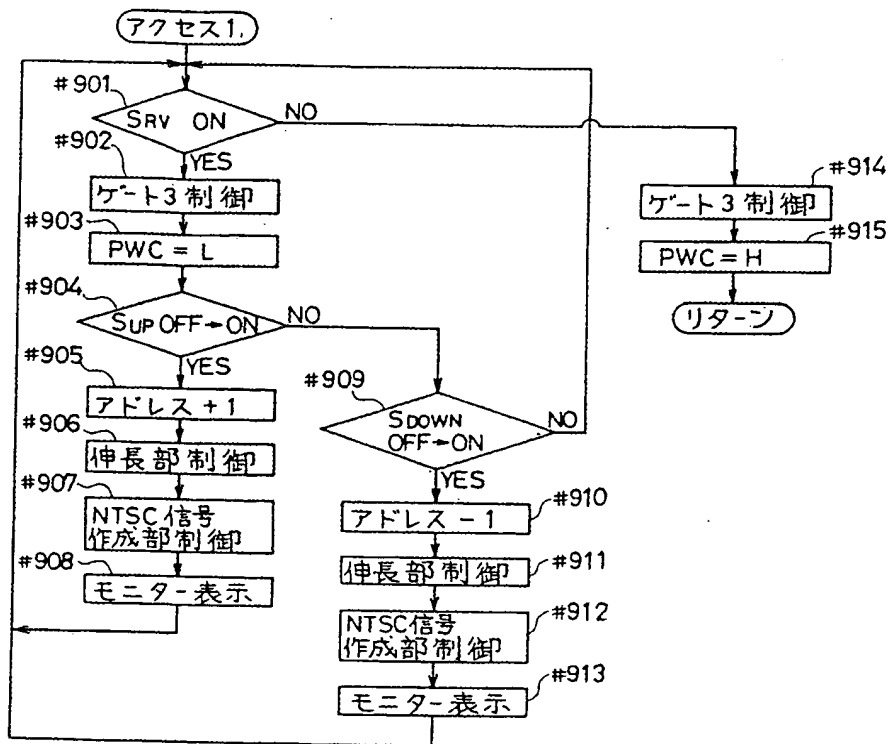 アクセス1.
#901
SRV ON
NO
YES
#902
ゲート3制御
#903
PWC = L
#904
SUP OFF→ON
NO
YES
#905
アドレス+1
#906
伸長部制御
#907
NTSC信号
作成部制御
#908
モニター表示
#909
SDOWN
OFF→ON
NO
YES
#910
アドレス-1
#911
伸長部制御
#912
NTSC信号
作成部制御
#913
モニター表示
#914
ゲート3制御
#915
PWC=H
リターン